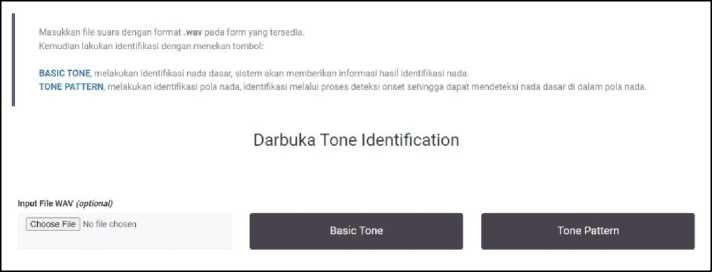 Masukkan file suara dengan format .wav pada form yang tersedia.
Kemudian lakukan identifikasi dengan menekan tombol:
BASIC TONE, melakukan identifikasi nada dasar, sistem akan memberikan informasi hasil identifikasi nada.
TONE PATTERN, melakukan identifikasi pola nada, identifikasi melalui proses deteksi onset sehingga dapat mendeteksi nada dasar di dalam pola nada.
Darbuka Tone Identification
Input File WAV (optional)
Choose File No file chosen
Basic Tone
Tone Pattern